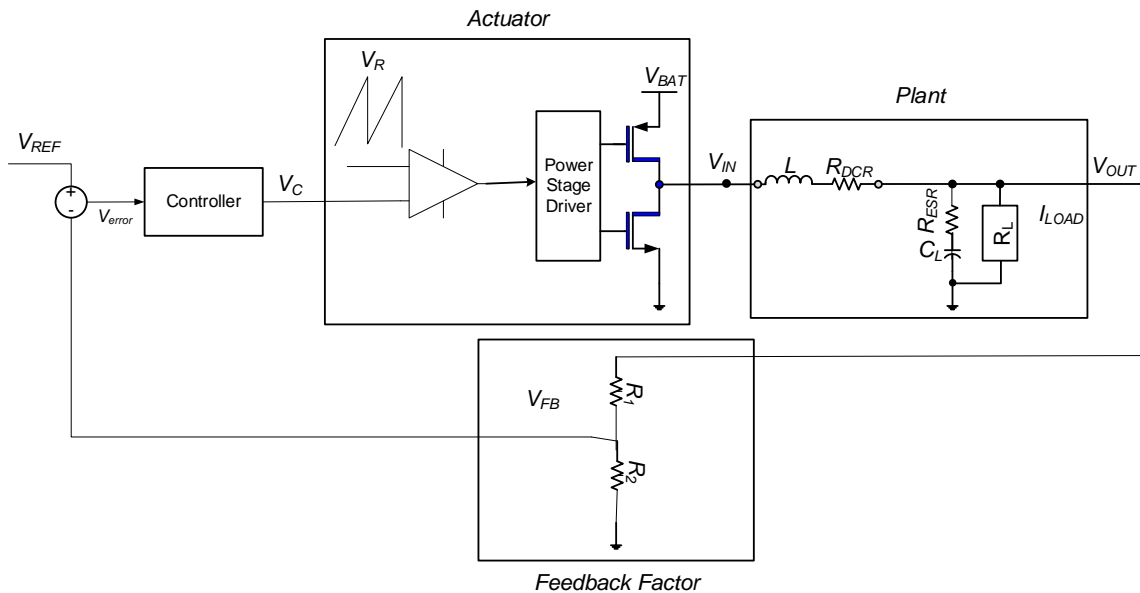 Actuator
V_R
V_BAT
Plant
V_REF
+
-
V_error
Controller
V_C
Power
Stage
Driver
V_IN
L
R_DCR
V_OUT
R_ESR
C_L
R_L
I_LOAD
V_FB
R_1
R_2
Feedback Factor